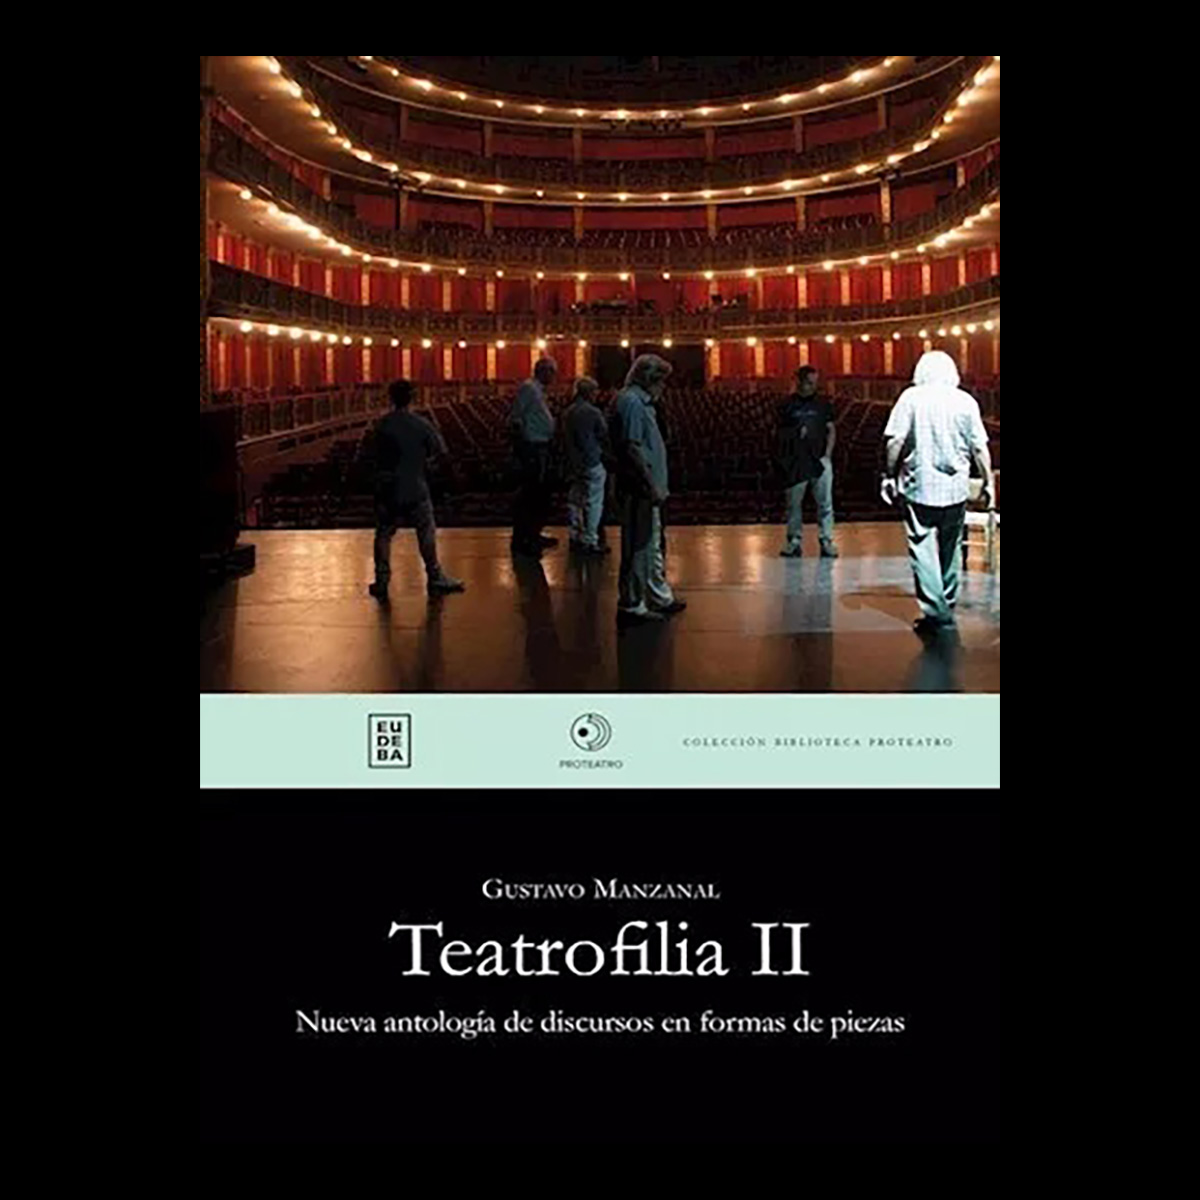 EU
DE
BA
PROTEATRO
COLECCIÓN BIBLIOTECA PROTEATRO
GUSTAVO MANZANAL
Teatrofilia II
Nueva antología de discursos en formas de piezas